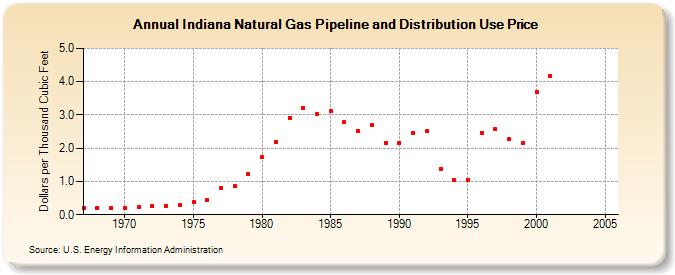 Annual Indiana Natural Gas Pipeline and Distribution Use Price
Dollars per Thousand Cubic Feet
5.0
4.0
3.0
2.0
1.0
0.0
1970 1975 1980 1985 1990 1995 2000 2005
Source: U.S. Energy Information Administration